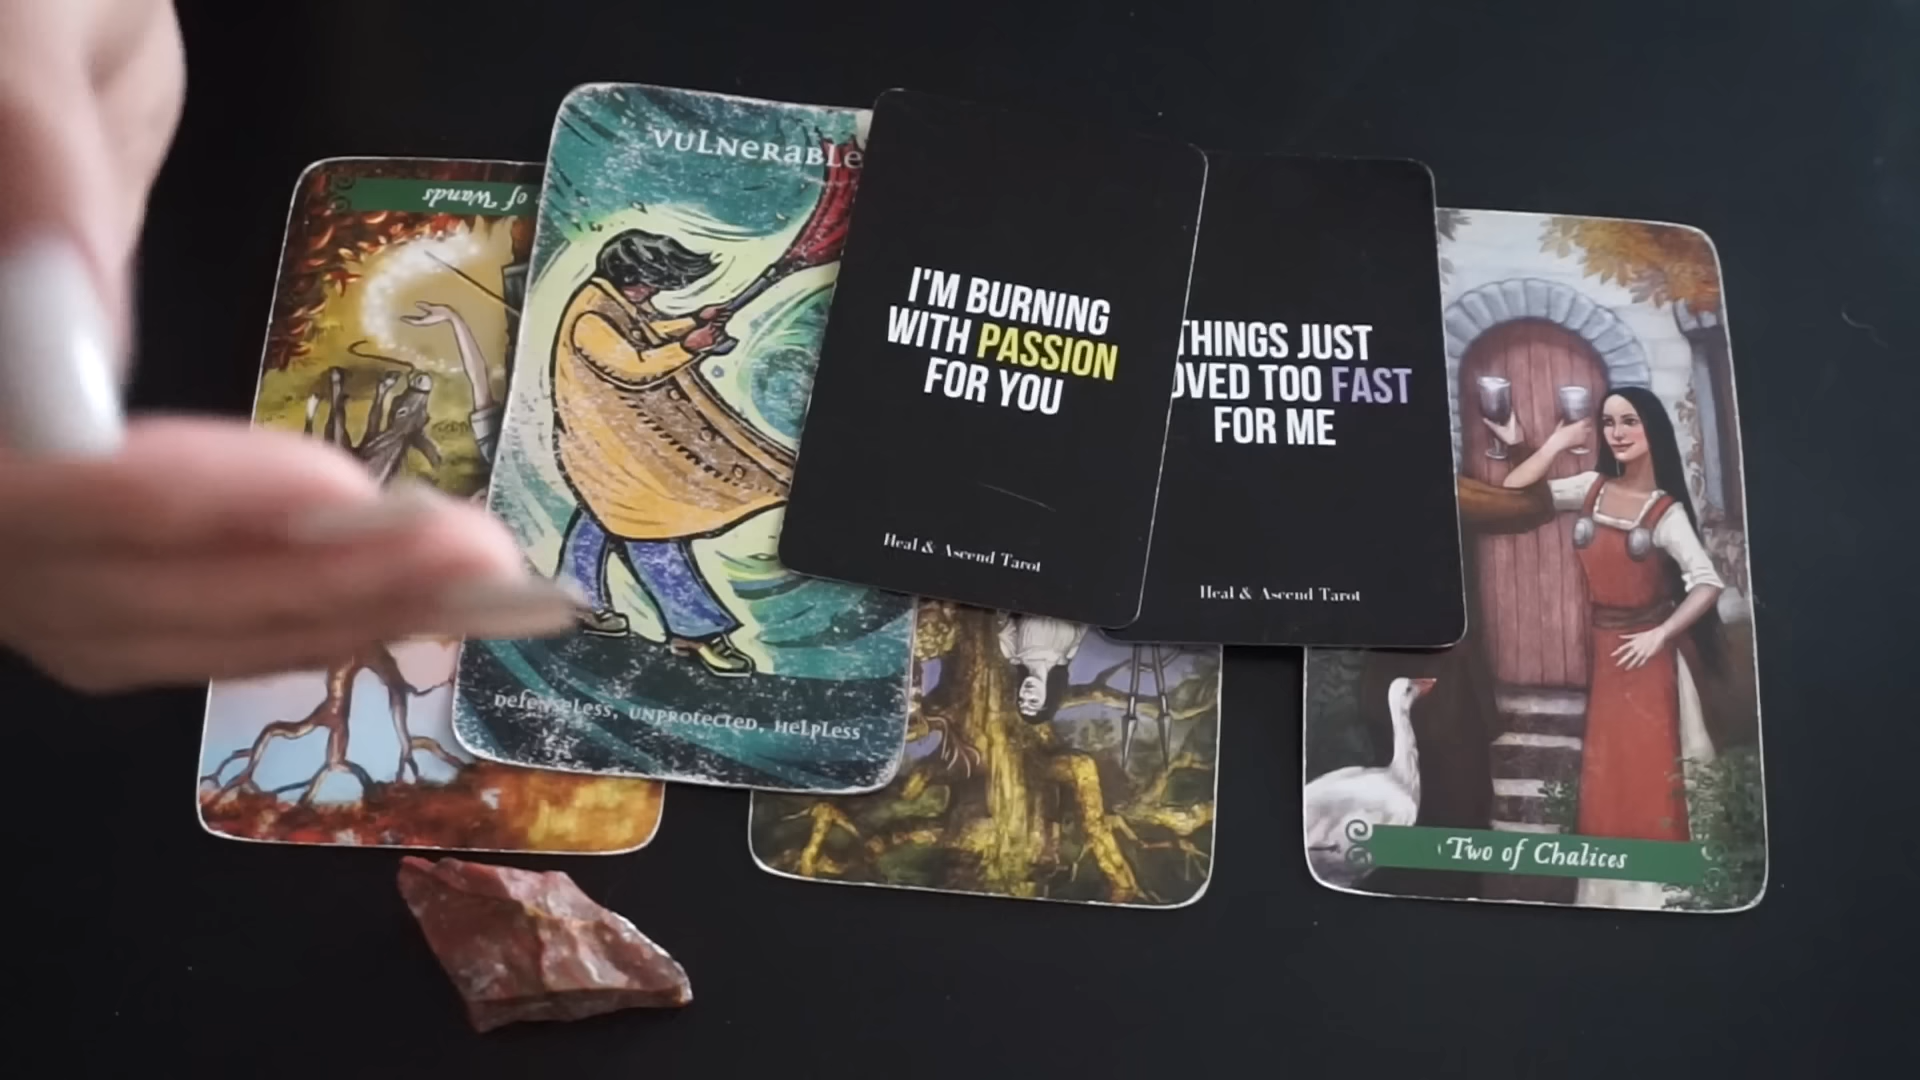 of Wands
VULNERABLE
DEFENSELESS, UNPROTECTED, HELPLESS
I'M BURNING
WITH PASSION
FOR YOU
Heal & Ascend Tarot
THINGS JUST
OVED TOO FAST
FOR ME
Heal & Ascend Tarot
Two of Chalices